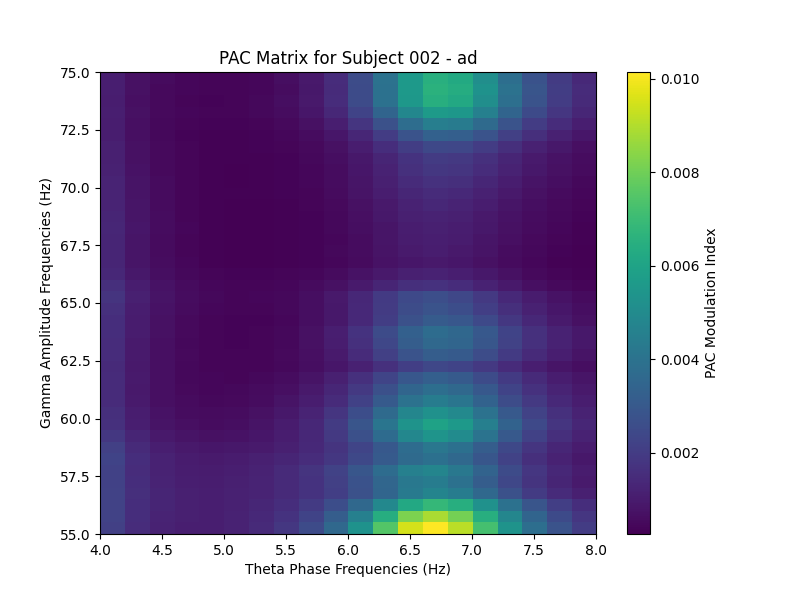 PAC Matrix for Subject 002 - ad
Gamma Amplitude Frequencies (Hz)
75.0
72.5
70.0
67.5
65.0
62.5
60.0
57.5
55.0
4.0 4.5 5.0 5.5 6.0 6.5 7.0 7.5 8.0
Theta Phase Frequencies (Hz)
0.010
0.008
0.006
0.004
0.002
PAC Modulation Index